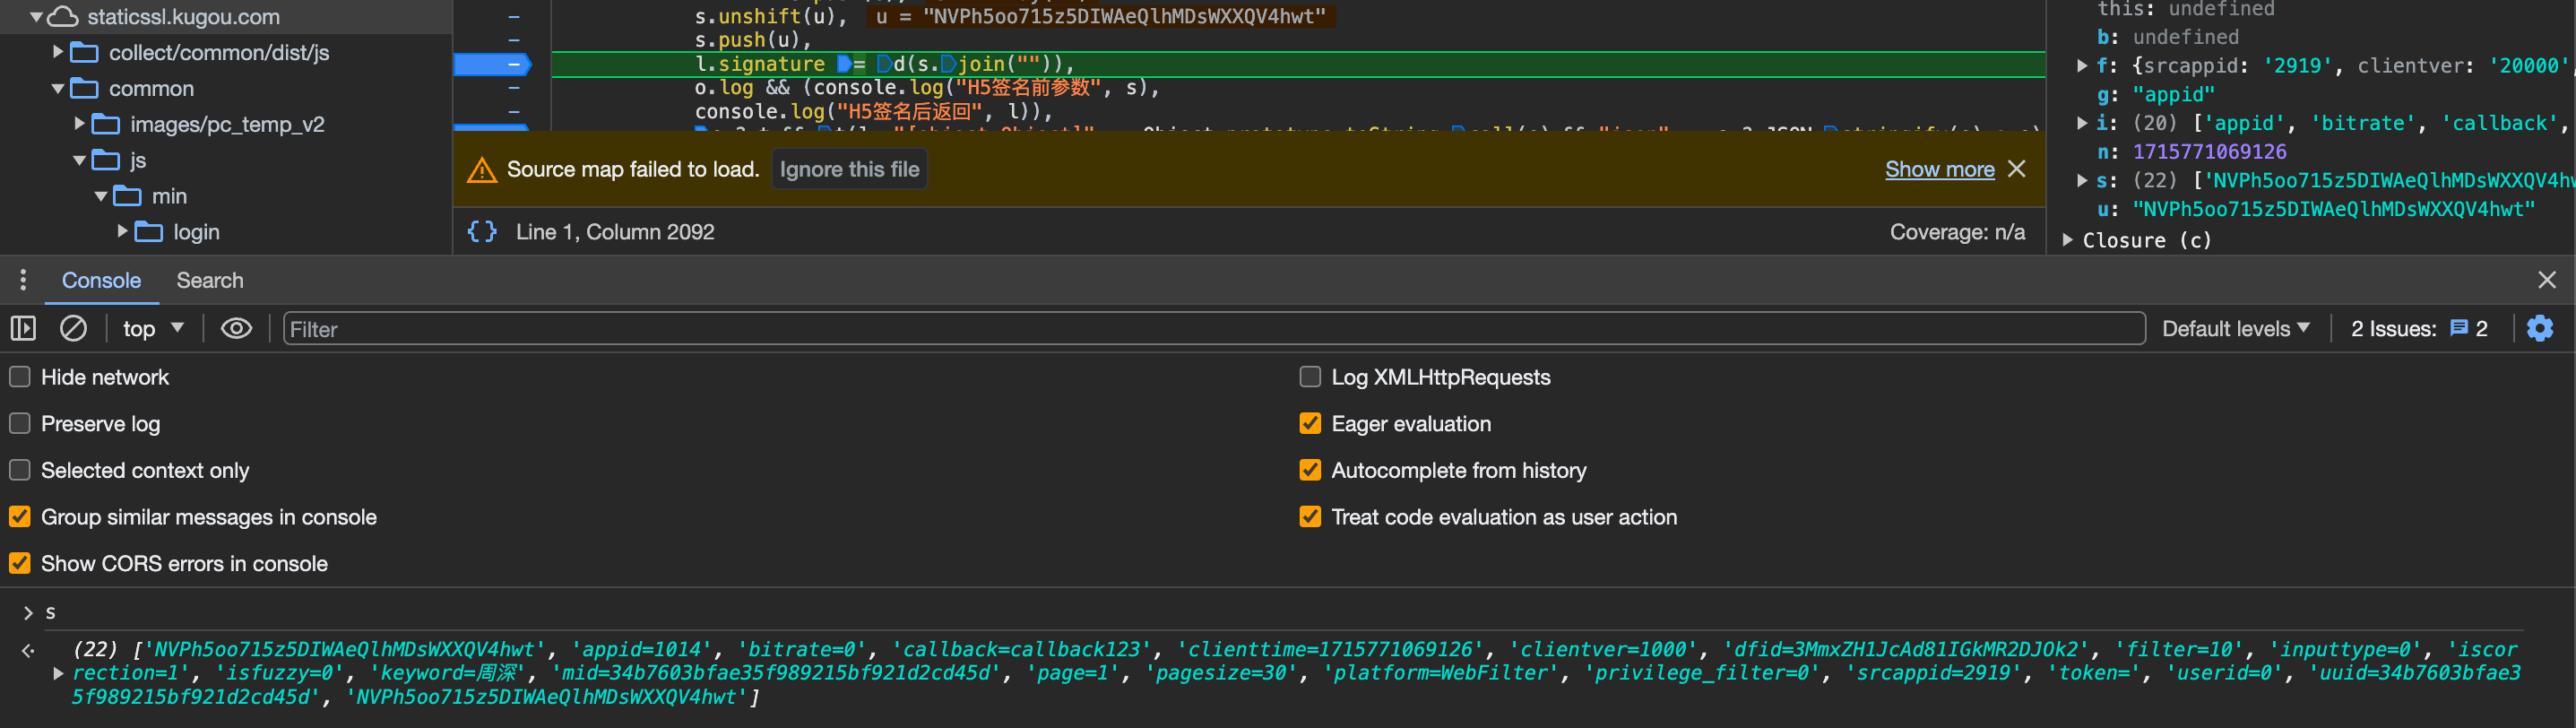 staticssl.kugou.com
collect/common/dist/js
common
images/pc_temp_v2
js
min
login
s.unshift(u), u = "NVPh5oo715z5DIWAeQlhMDsWXXQV4hwt"
s.push(u),
l.signature = d(s.join("")),
o.log && (console.log("H5签名前参数", s),
console.log("H5签名后返回", l)),
Source map failed to load. Ignore this file Show more
{} Line 1, Column 2092 Coverage: n/a
this: undefined
b: undefined
f: {srcappid: '2919', clientver: '20000',
g: "appid"
i: (20) ['appid', 'bitrate', 'callback',
n: 1715771069126
s: (22) ['NVPh5oo715z5DIWAeQlhMDsWXXQV4hw
u: "NVPh5oo715z5DIWAeQlhMDsWXXQV4hwt"
Closure (c)
Console Search
top Filter Default levels 2 Issues: 2
Hide network
Log XMLHttpRequests
Preserve log
Eager evaluation
Selected context only
Autocomplete from history
Group similar messages in console
Treat code evaluation as user action
Show CORS errors in console
> s
(22) ['NVPh5oo715z5DIWAeQlhMDsWXXQV4hwt', 'appid=1014', 'bitrate=0', 'callback=callback123', 'clienttime=1715771069126', 'clientver=1000', 'dfid=3MmxZH1JcAd81IGkMR2DJOk2', 'filter=10', 'inputtype=0', 'iscor
rection=1', 'isfuzzy=0', 'keyword=周深', 'mid=34b7603bfae35f989215bf921d2cd45d', 'page=1', 'pagesize=30', 'platform=WebFilter', 'privilege_filter=0', 'srcappid=2919', 'token=', 'userid=0', 'uuid=34b7603bfae3
5f989215bf921d2cd45d', 'NVPh5oo715z5DIWAeQlhMDsWXXQV4hwt']